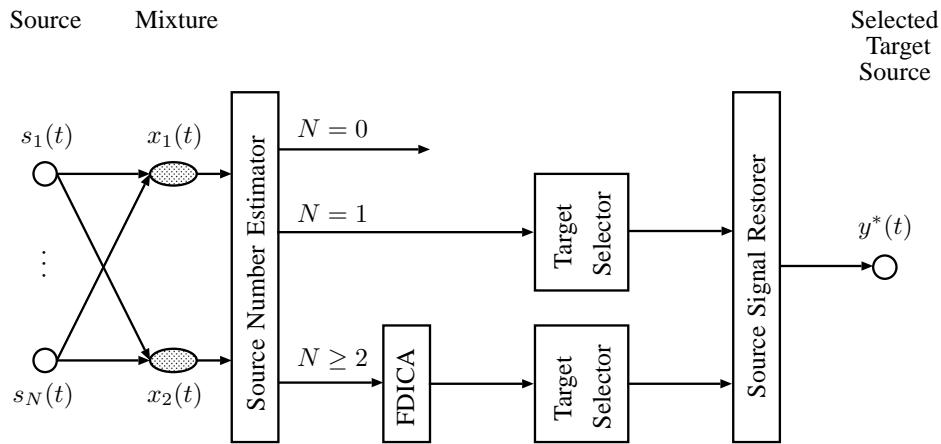 Source
Mixture
Selected
Target
Source
s₁(t)
x₁(t)
N = 0
N = 1
⋮
Source Number Estimator
Target
Selector
Source Signal Restorer
y*(t)
N ≥ 2
FDICA
Target
Selector
s_N(t)
x₂(t)